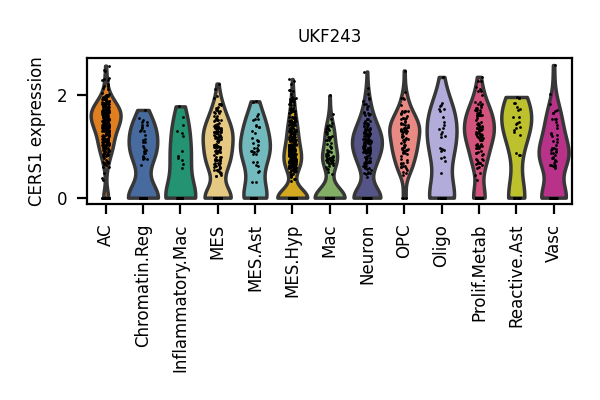 UKF243
CERS1 expression
2
0
AC
Chromatin.Reg
Inflammatory.Mac
MES
MES.Ast
MES.Hyp
Mac
Neuron
OPC
Oligo
Prolif.Metab
Reactive.Ast
Vasc